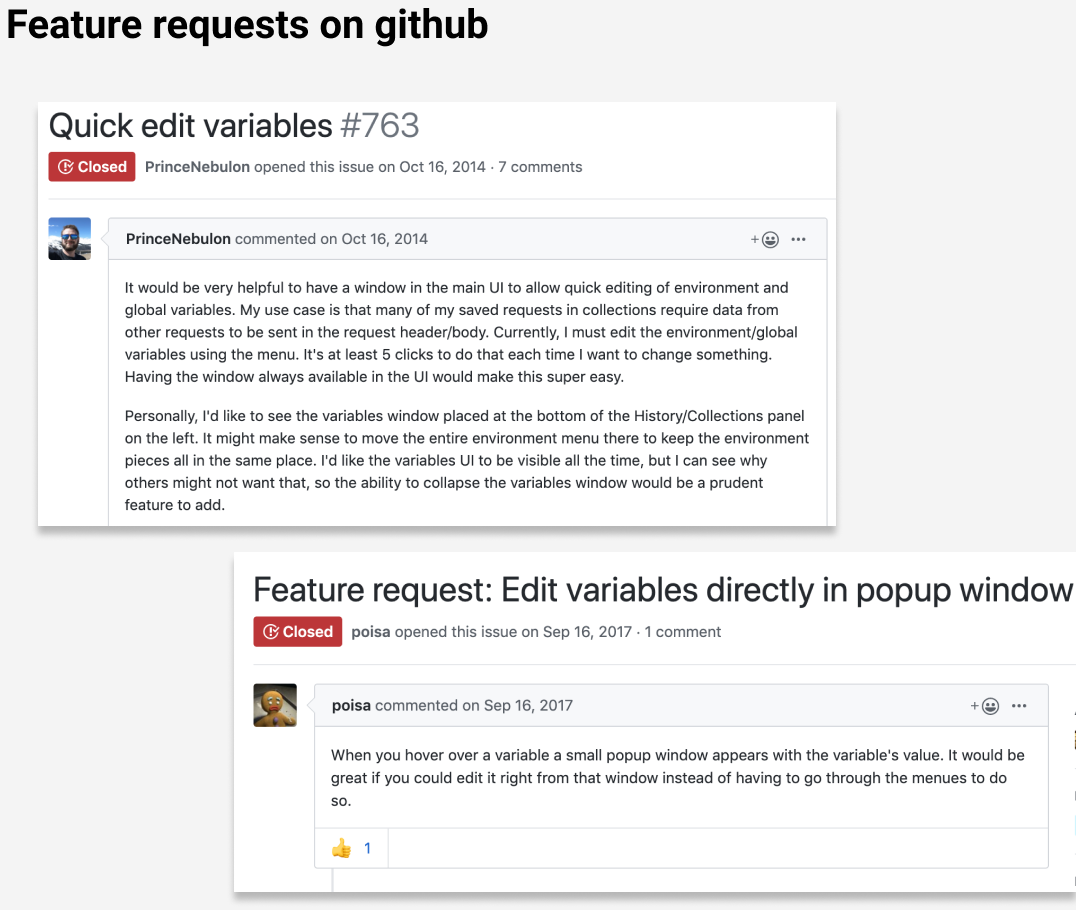 Feature requests on github
Quick edit variables #763
Closed PrinceNebulon opened this issue on Oct 16, 2014 · 7 comments
PrinceNebulon commented on Oct 16, 2014
It would be very helpful to have a window in the main UI to allow quick editing of environment and
global variables. My use case is that many of my saved requests in collections require data from
other requests to be sent in the request header/body. Currently, I must edit the environment/global
variables using the menu. It's at least 5 clicks to do that each time I want to change something.
Having the window always available in the UI would make this super easy.
Personally, I'd like to see the variables window placed at the bottom of the History/Collections panel
on the left. It might make sense to move the entire environment menu there to keep the environment
pieces all in the same place. I'd like the variables UI to be visible all the time, but I can see why
others might not want that, so the ability to collapse the variables window would be a prudent
feature to add.
Feature request: Edit variables directly in popup window
Closed poisa opened this issue on Sep 16, 2017 · 1 comment
poisa commented on Sep 16, 2017
When you hover over a variable a small popup window appears with the variable's value. It would be
great if you could edit it right from that window instead of having to go through the menues to do
so.
1